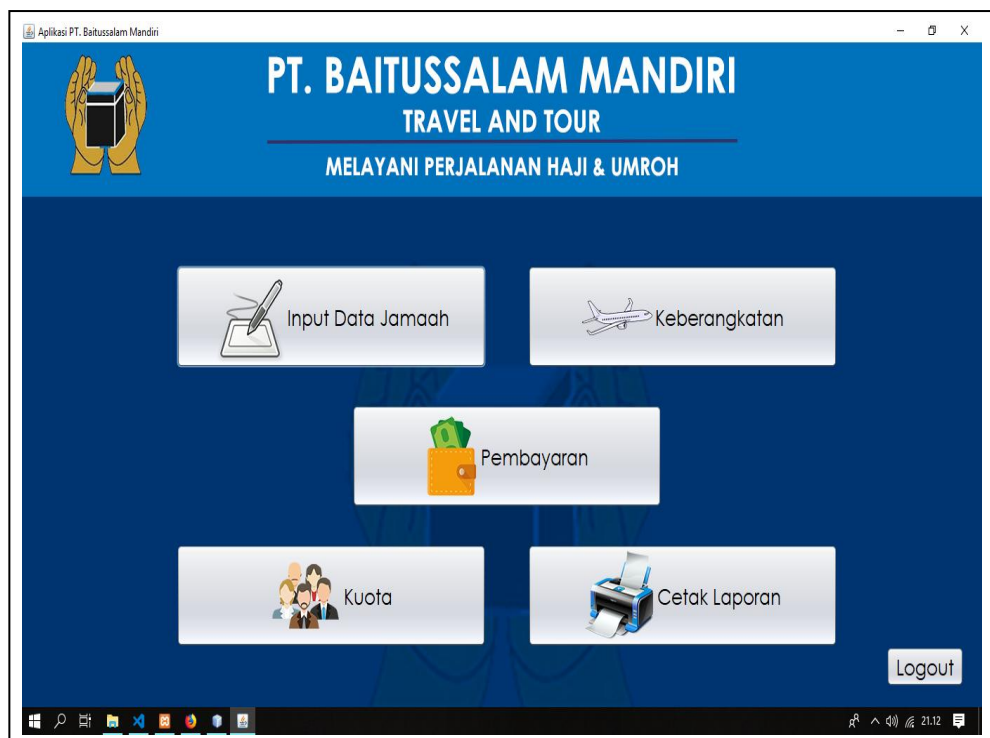 Aplikasi PT. Baitussalam Mandiri
PT. BAITUSSALAM MANDIRI
TRAVEL AND TOUR
MELAYANI PERJALANAN HAJI & UMROH
Input Data Jamaah
Keberangkatan
Pembayaran
Kuota
Cetak Laporan
Logout
21.12